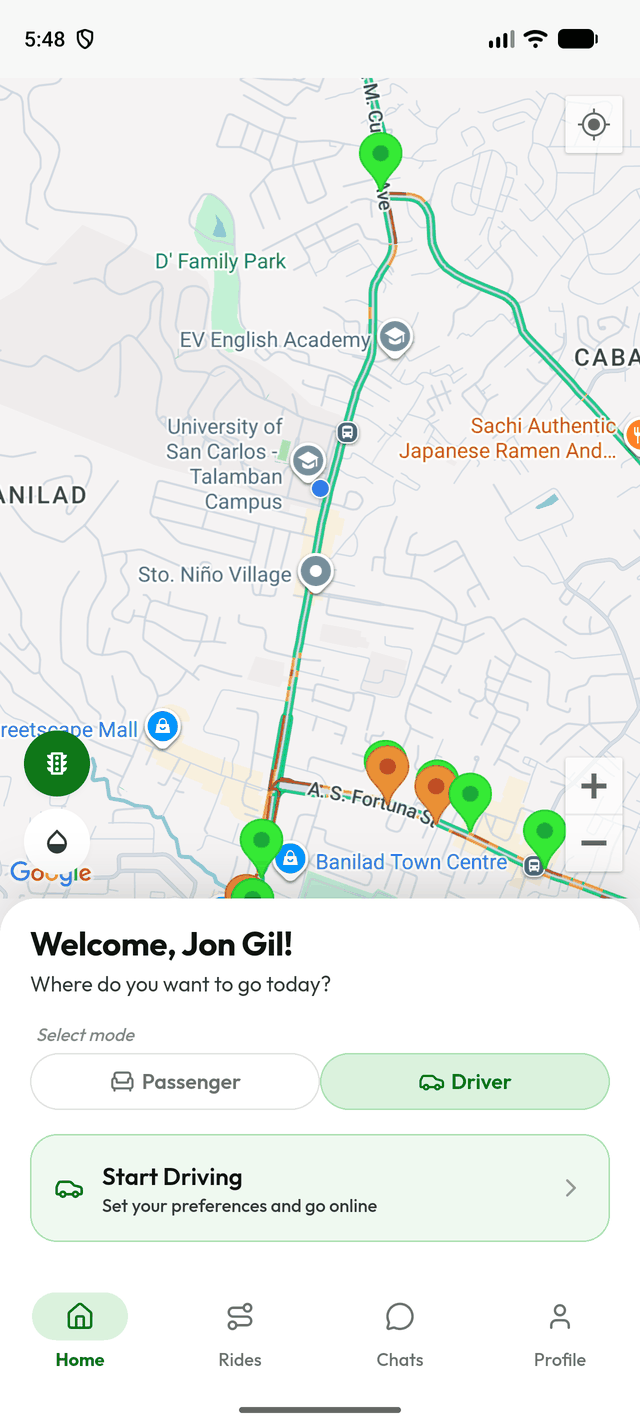 5:48
M. Cu
Ave
D' Family Park
EV English Academy
CABA
University of
San Carlos -
Talamban
Campus
Sachi Authentic
Japanese Ramen And...
ANILAD
Sto. Niño Village
reetscape Mall
A. S. Fortuna S
Banilad Town Centre
Google
Welcome, Jon Gil!
Where do you want to go today?
Select mode
Passenger
Driver
Start Driving
Set your preferences and go online
Home
Rides
Chats
Profile